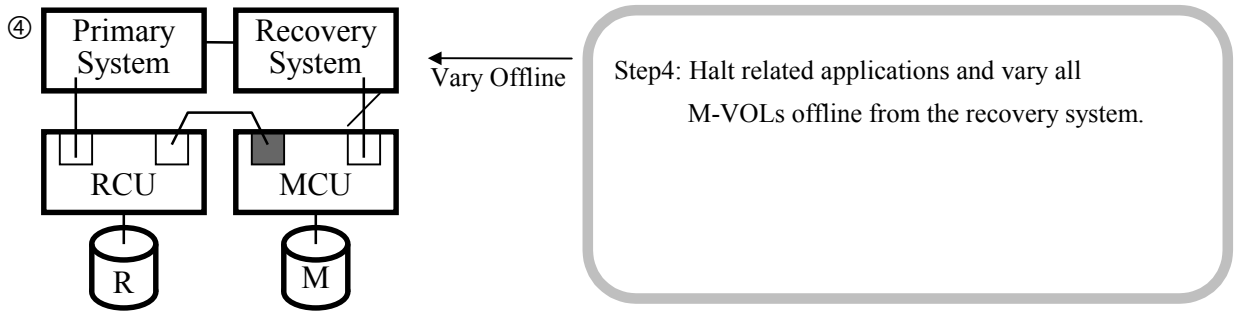 ④
Primary
System
Recovery
System
Vary Offline
RCU
MCU
R
M
Step4: Halt related applications and vary all
M-VOLs offline from the recovery system.